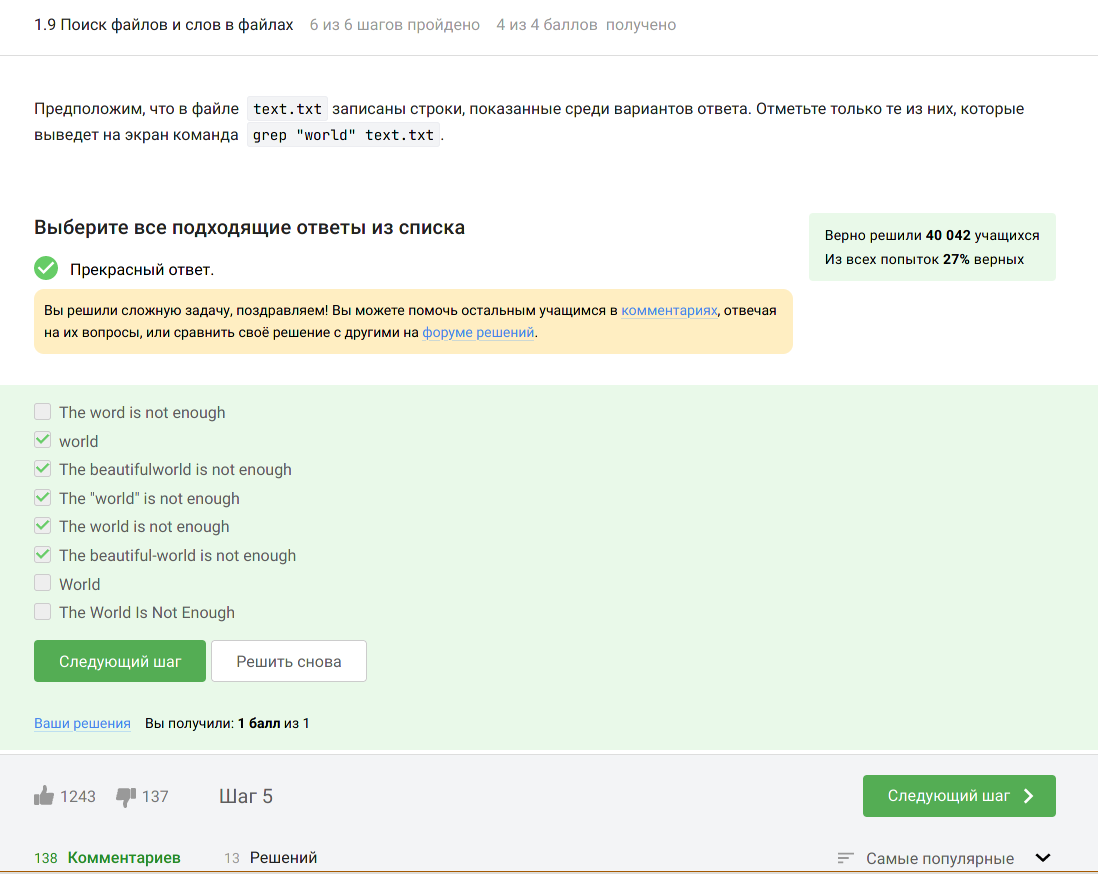 1.9 Поиск файлов и слов в файлах 6 из 6 шагов пройдено 4 из 4 баллов получено
Предположим, что в файле text.txt записаны строки, показанные среди вариантов ответа. Отметьте только те из них, которые
выведет на экран команда grep "world" text.txt.
Выберите все подходящие ответы из списка
Верно решили 40 042 учащихся
Из всех попыток 27% верных
Прекрасный ответ.
Вы решили сложную задачу, поздравляем! Вы можете помочь остальным учащимся в комментариях, отвечая
на их вопросы, или сравнить своё решение с другими на форуме решений.
The word is not enough
world
The beautifulworld is not enough
The "world" is not enough
The world is not enough
The beautiful-world is not enough
World
The World Is Not Enough
Следующий шаг Решить снова
Ваши решения Вы получили: 1 балл из 1
1243 137 Шаг 5 Следующий шаг
138 Комментариев 13 Решений Самые популярные